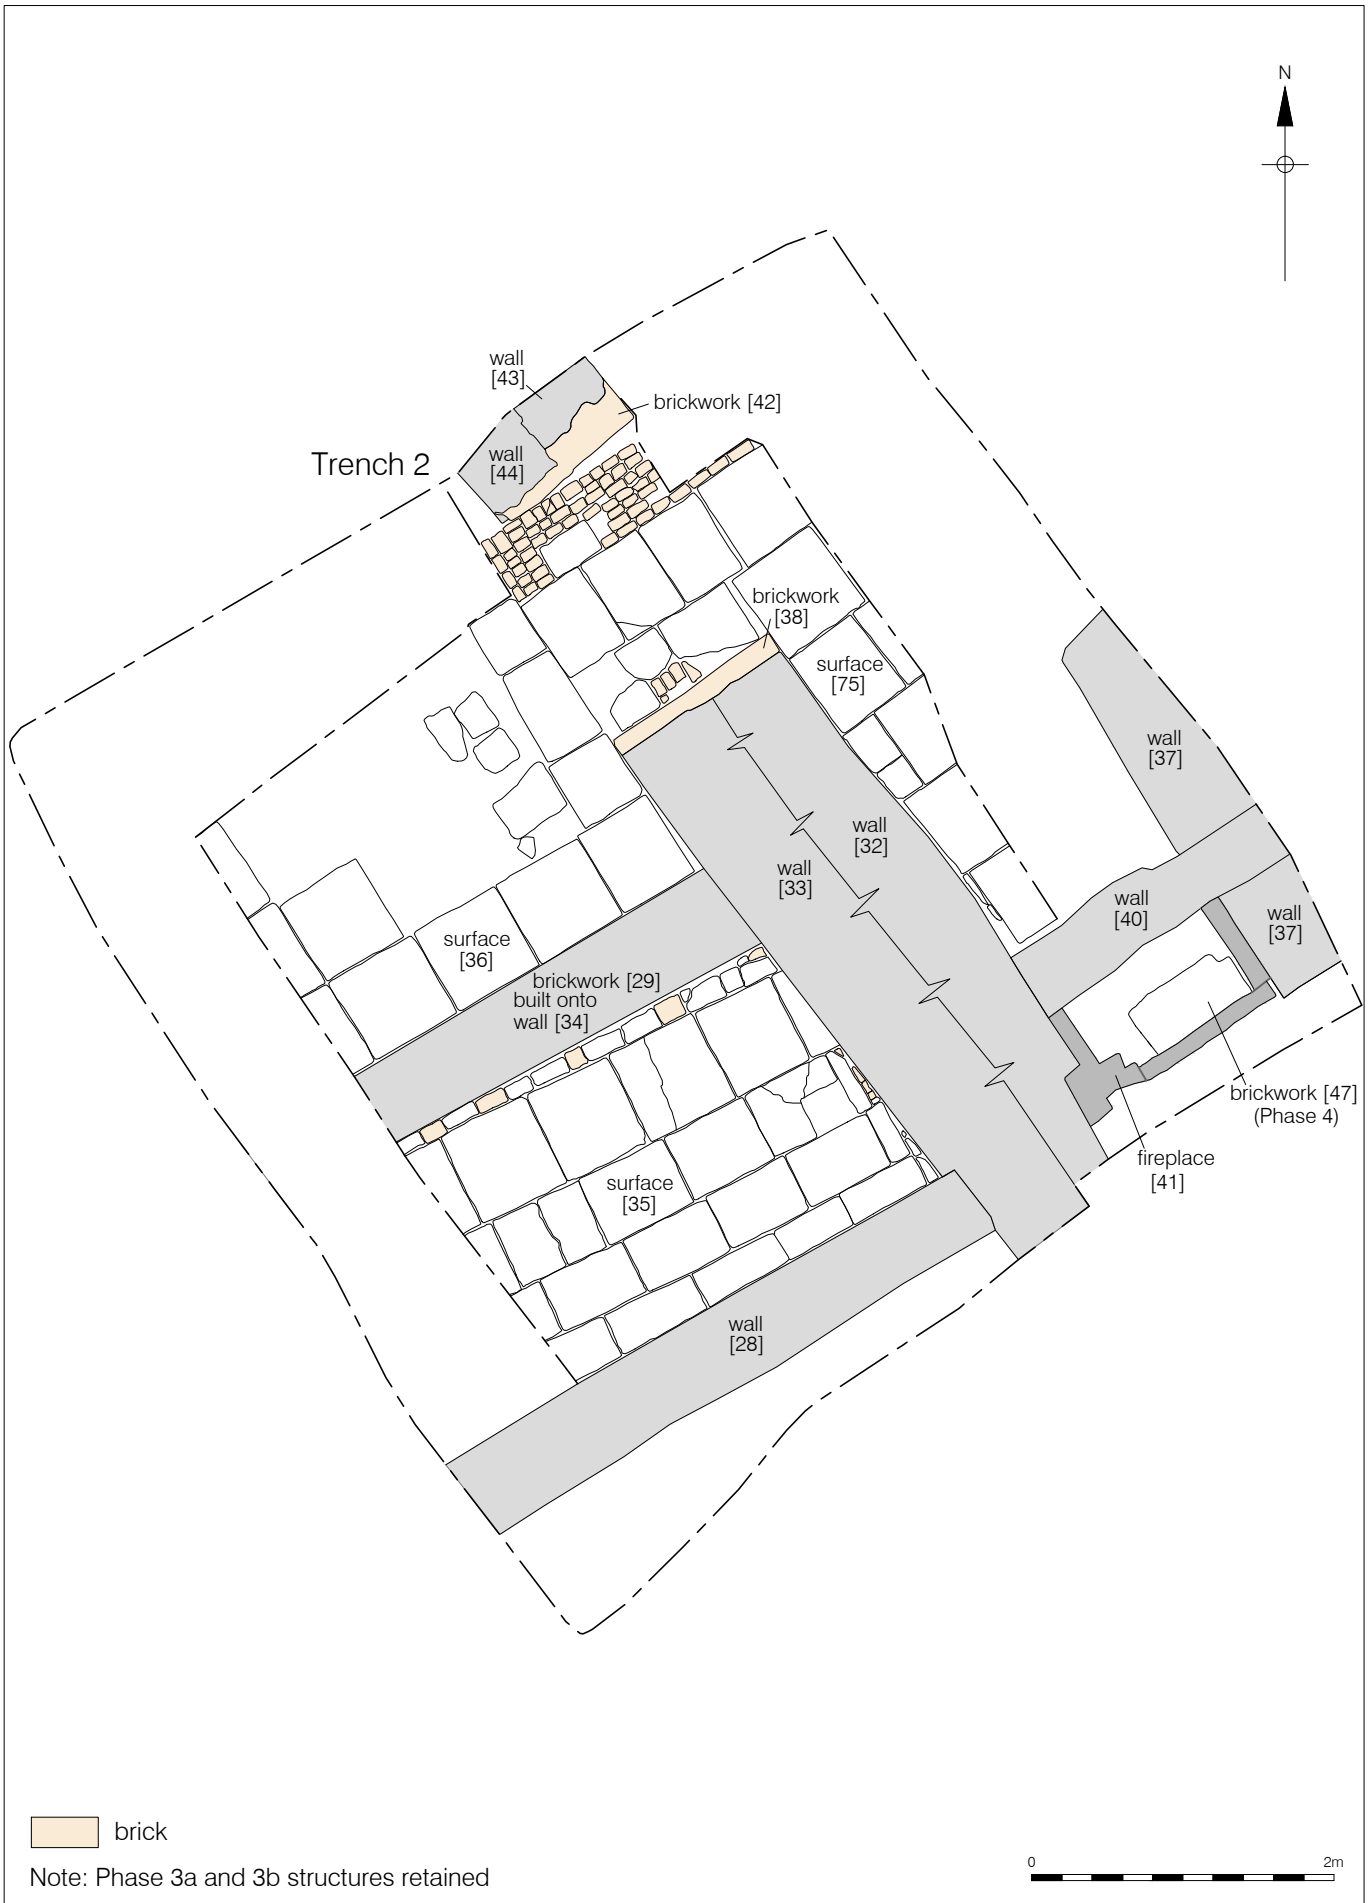 N
wall
[43]
brickwork [42]
Trench 2
wall
[44]
brickwork
[38]
surface
[75]
wall
[37]
wall
[32]
wall
[33]
wall
[40]
wall
[37]
surface
[36]
brickwork [29]
built onto
wall [34]
brickwork [47]
(Phase 4)
fireplace
[41]
surface
[35]
wall
[28]
brick
Note: Phase 3a and 3b structures retained
0 2m